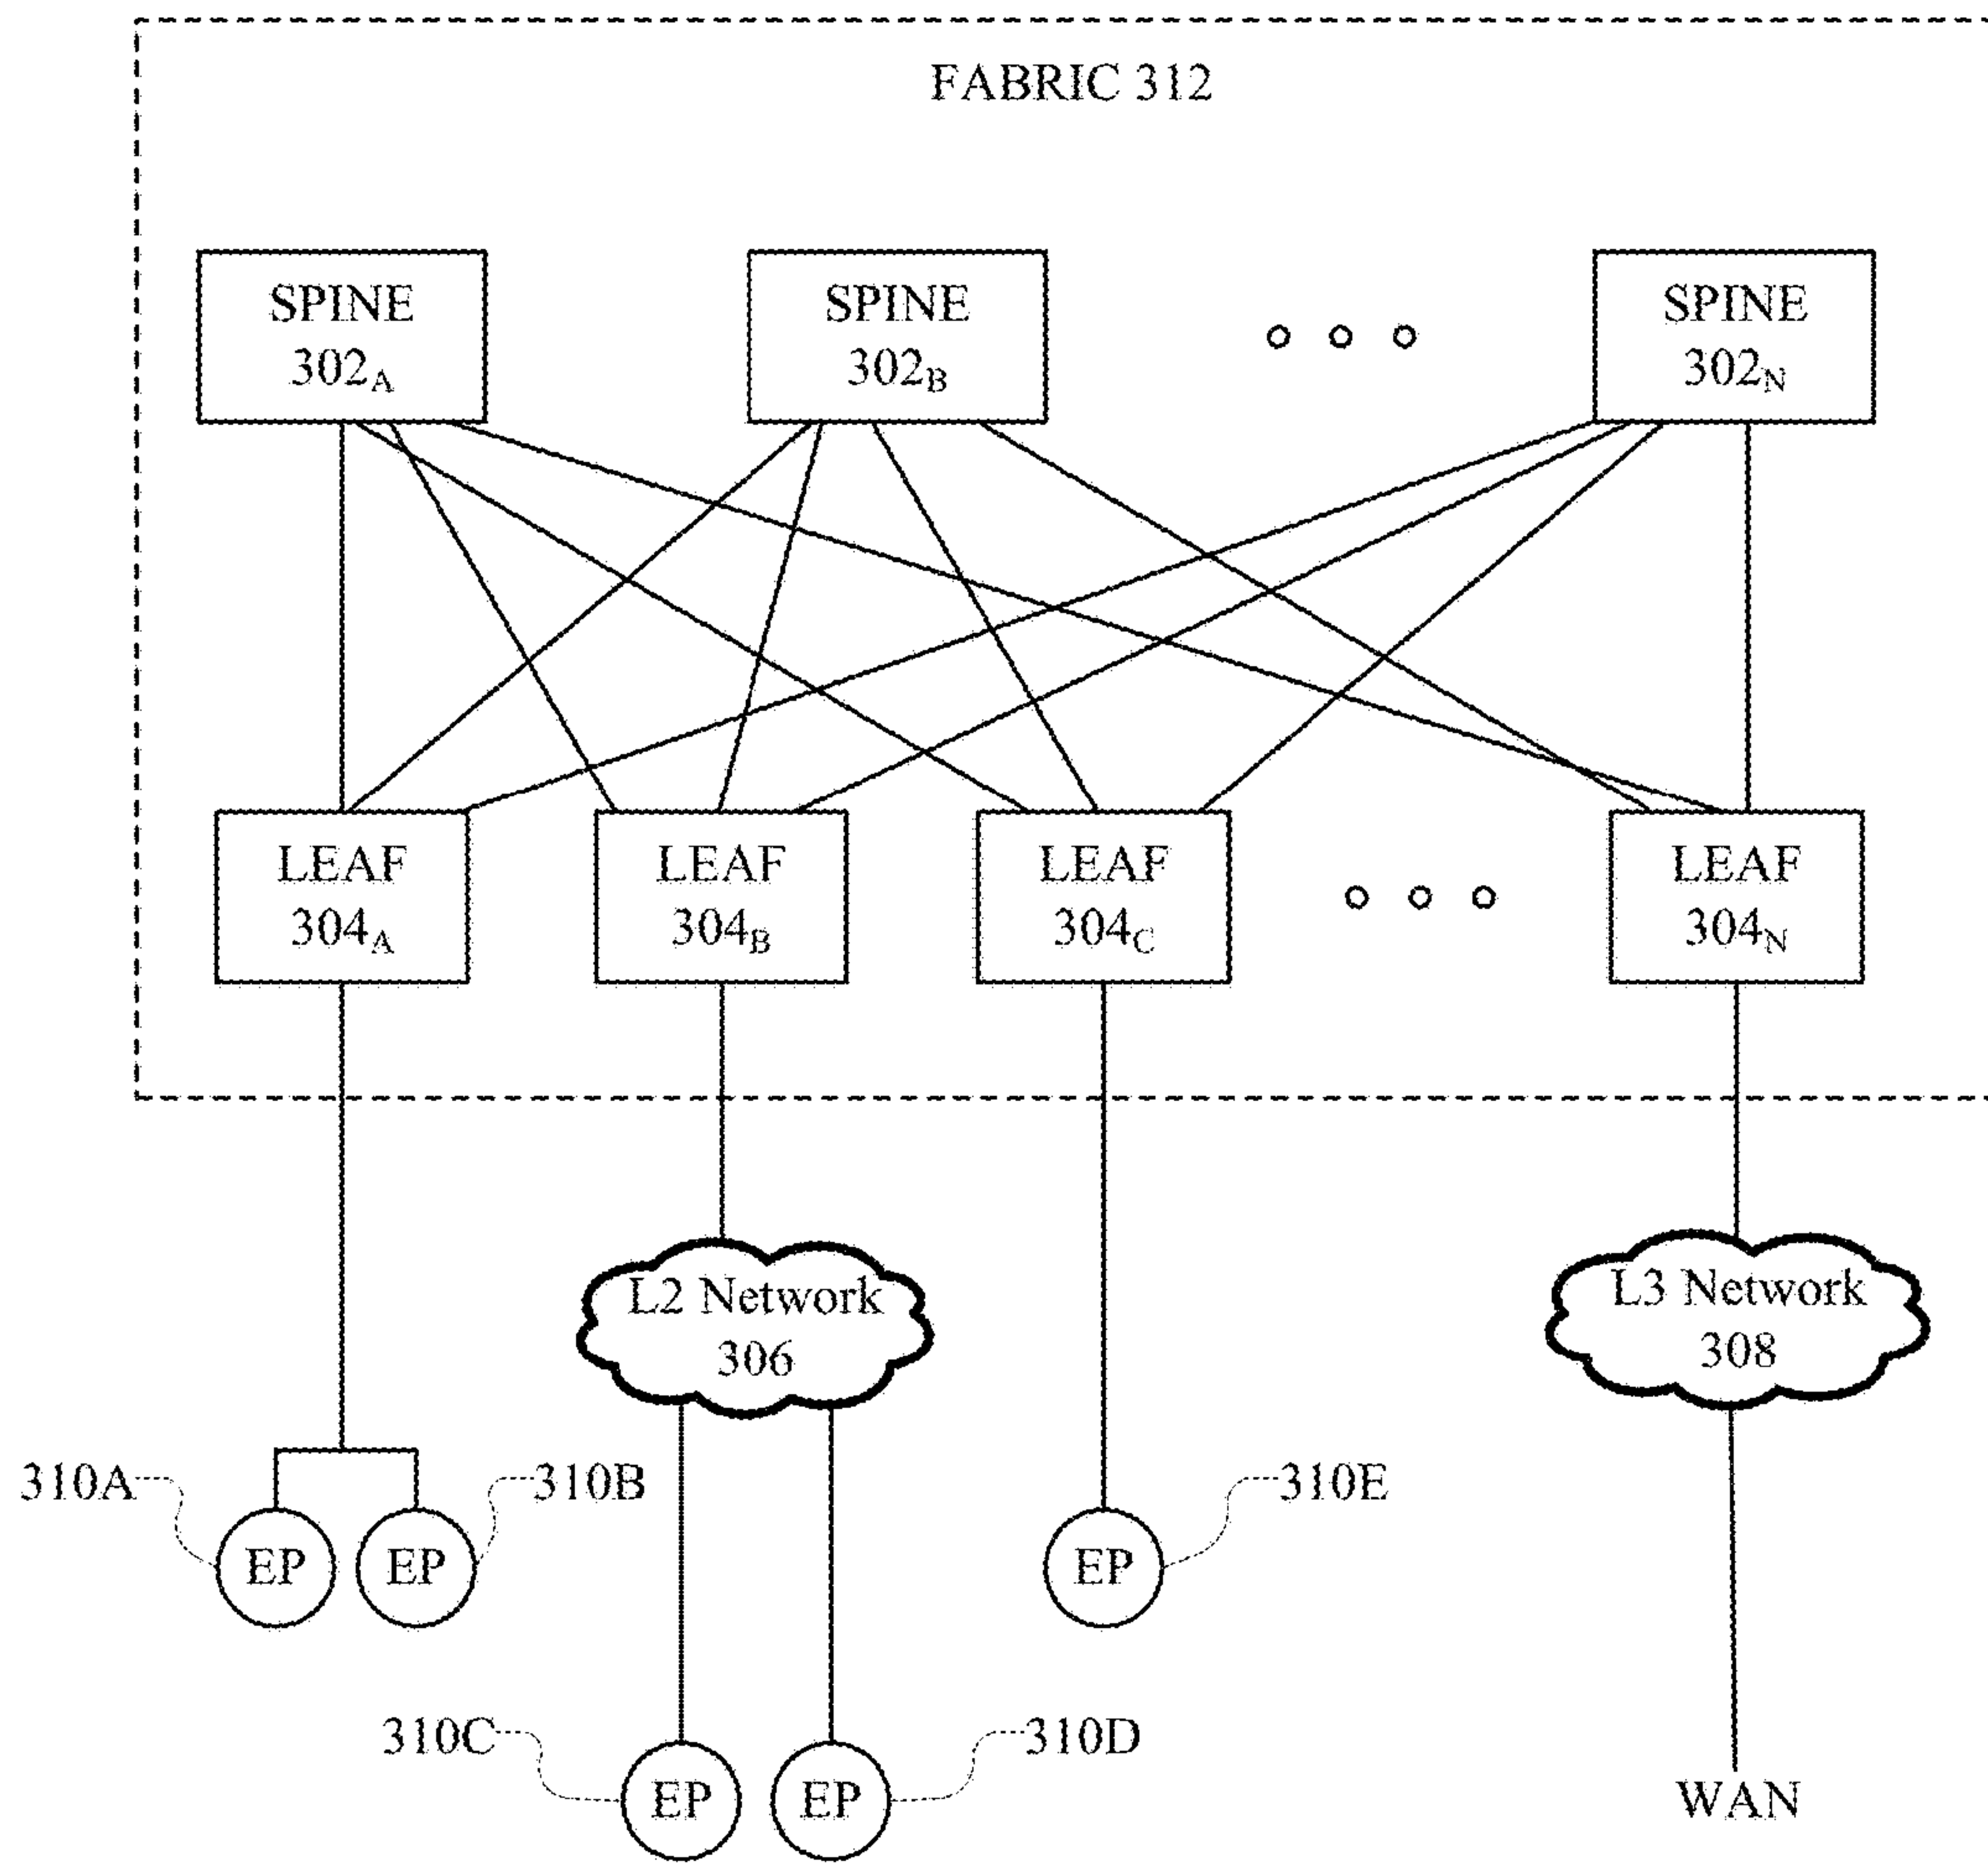 FABRIC 312
SPINE
302A
SPINE
302B
SPINE
302N
LEAF
304A
LEAF
304B
LEAF
304C
LEAF
304N
L2 Network
306
L3 Network
308
310A
310B
310E
EP
EP
EP
310C
310D
EP
EP
WAN